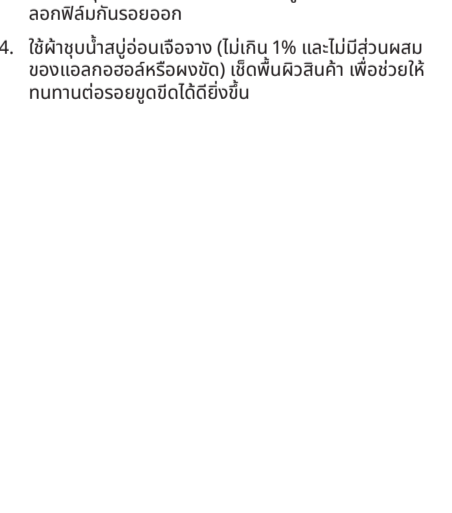 ลอกฟิล์มกันรอยออก
4. ใช้ผ้าชุบน้ำสบู่อ่อนเจือจาง (ไม่เกิน 1% และไม่มีส่วนผสม
ของแอลกอฮอล์หรือผงขัด) เช็ดพื้นผิวสินค้า เพื่อช่วยให้
ทนทานต่อรอยขูดขีดได้ดียิ่งขึ้น